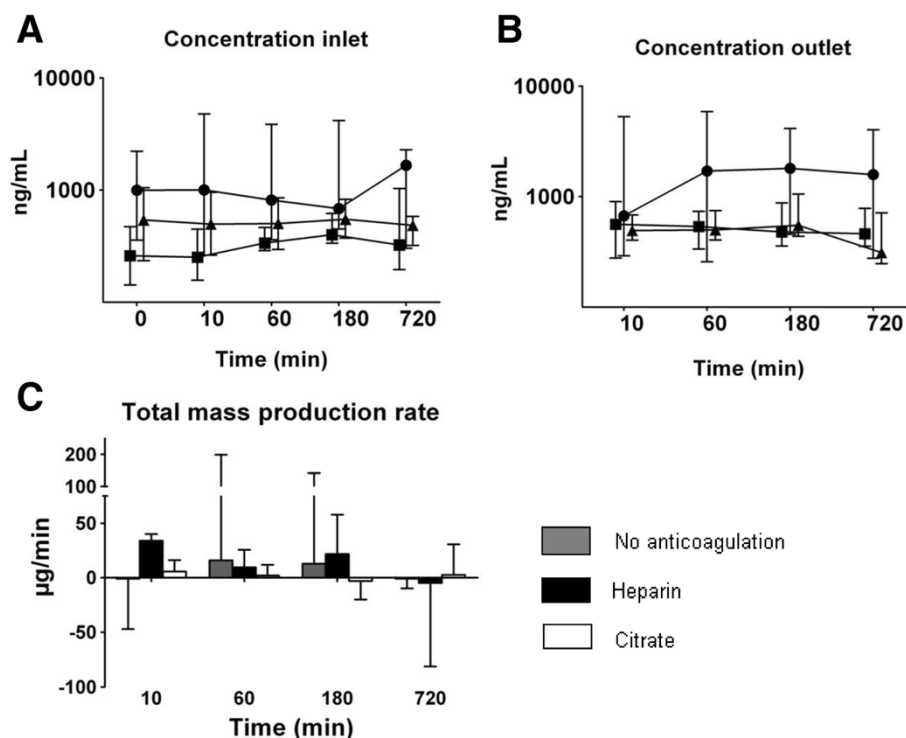 A
Concentration inlet
10000
1000
ng/mL
0 10 60 180 720
Time (min)
B
Concentration outlet
10000
1000
ng/mL
10 60 180 720
Time (min)
C
Total mass production rate
200
100
50
0
-50
-100
µg/min
10 60 180 720
Time (min)
No anticoagulation
Heparin
Citrate